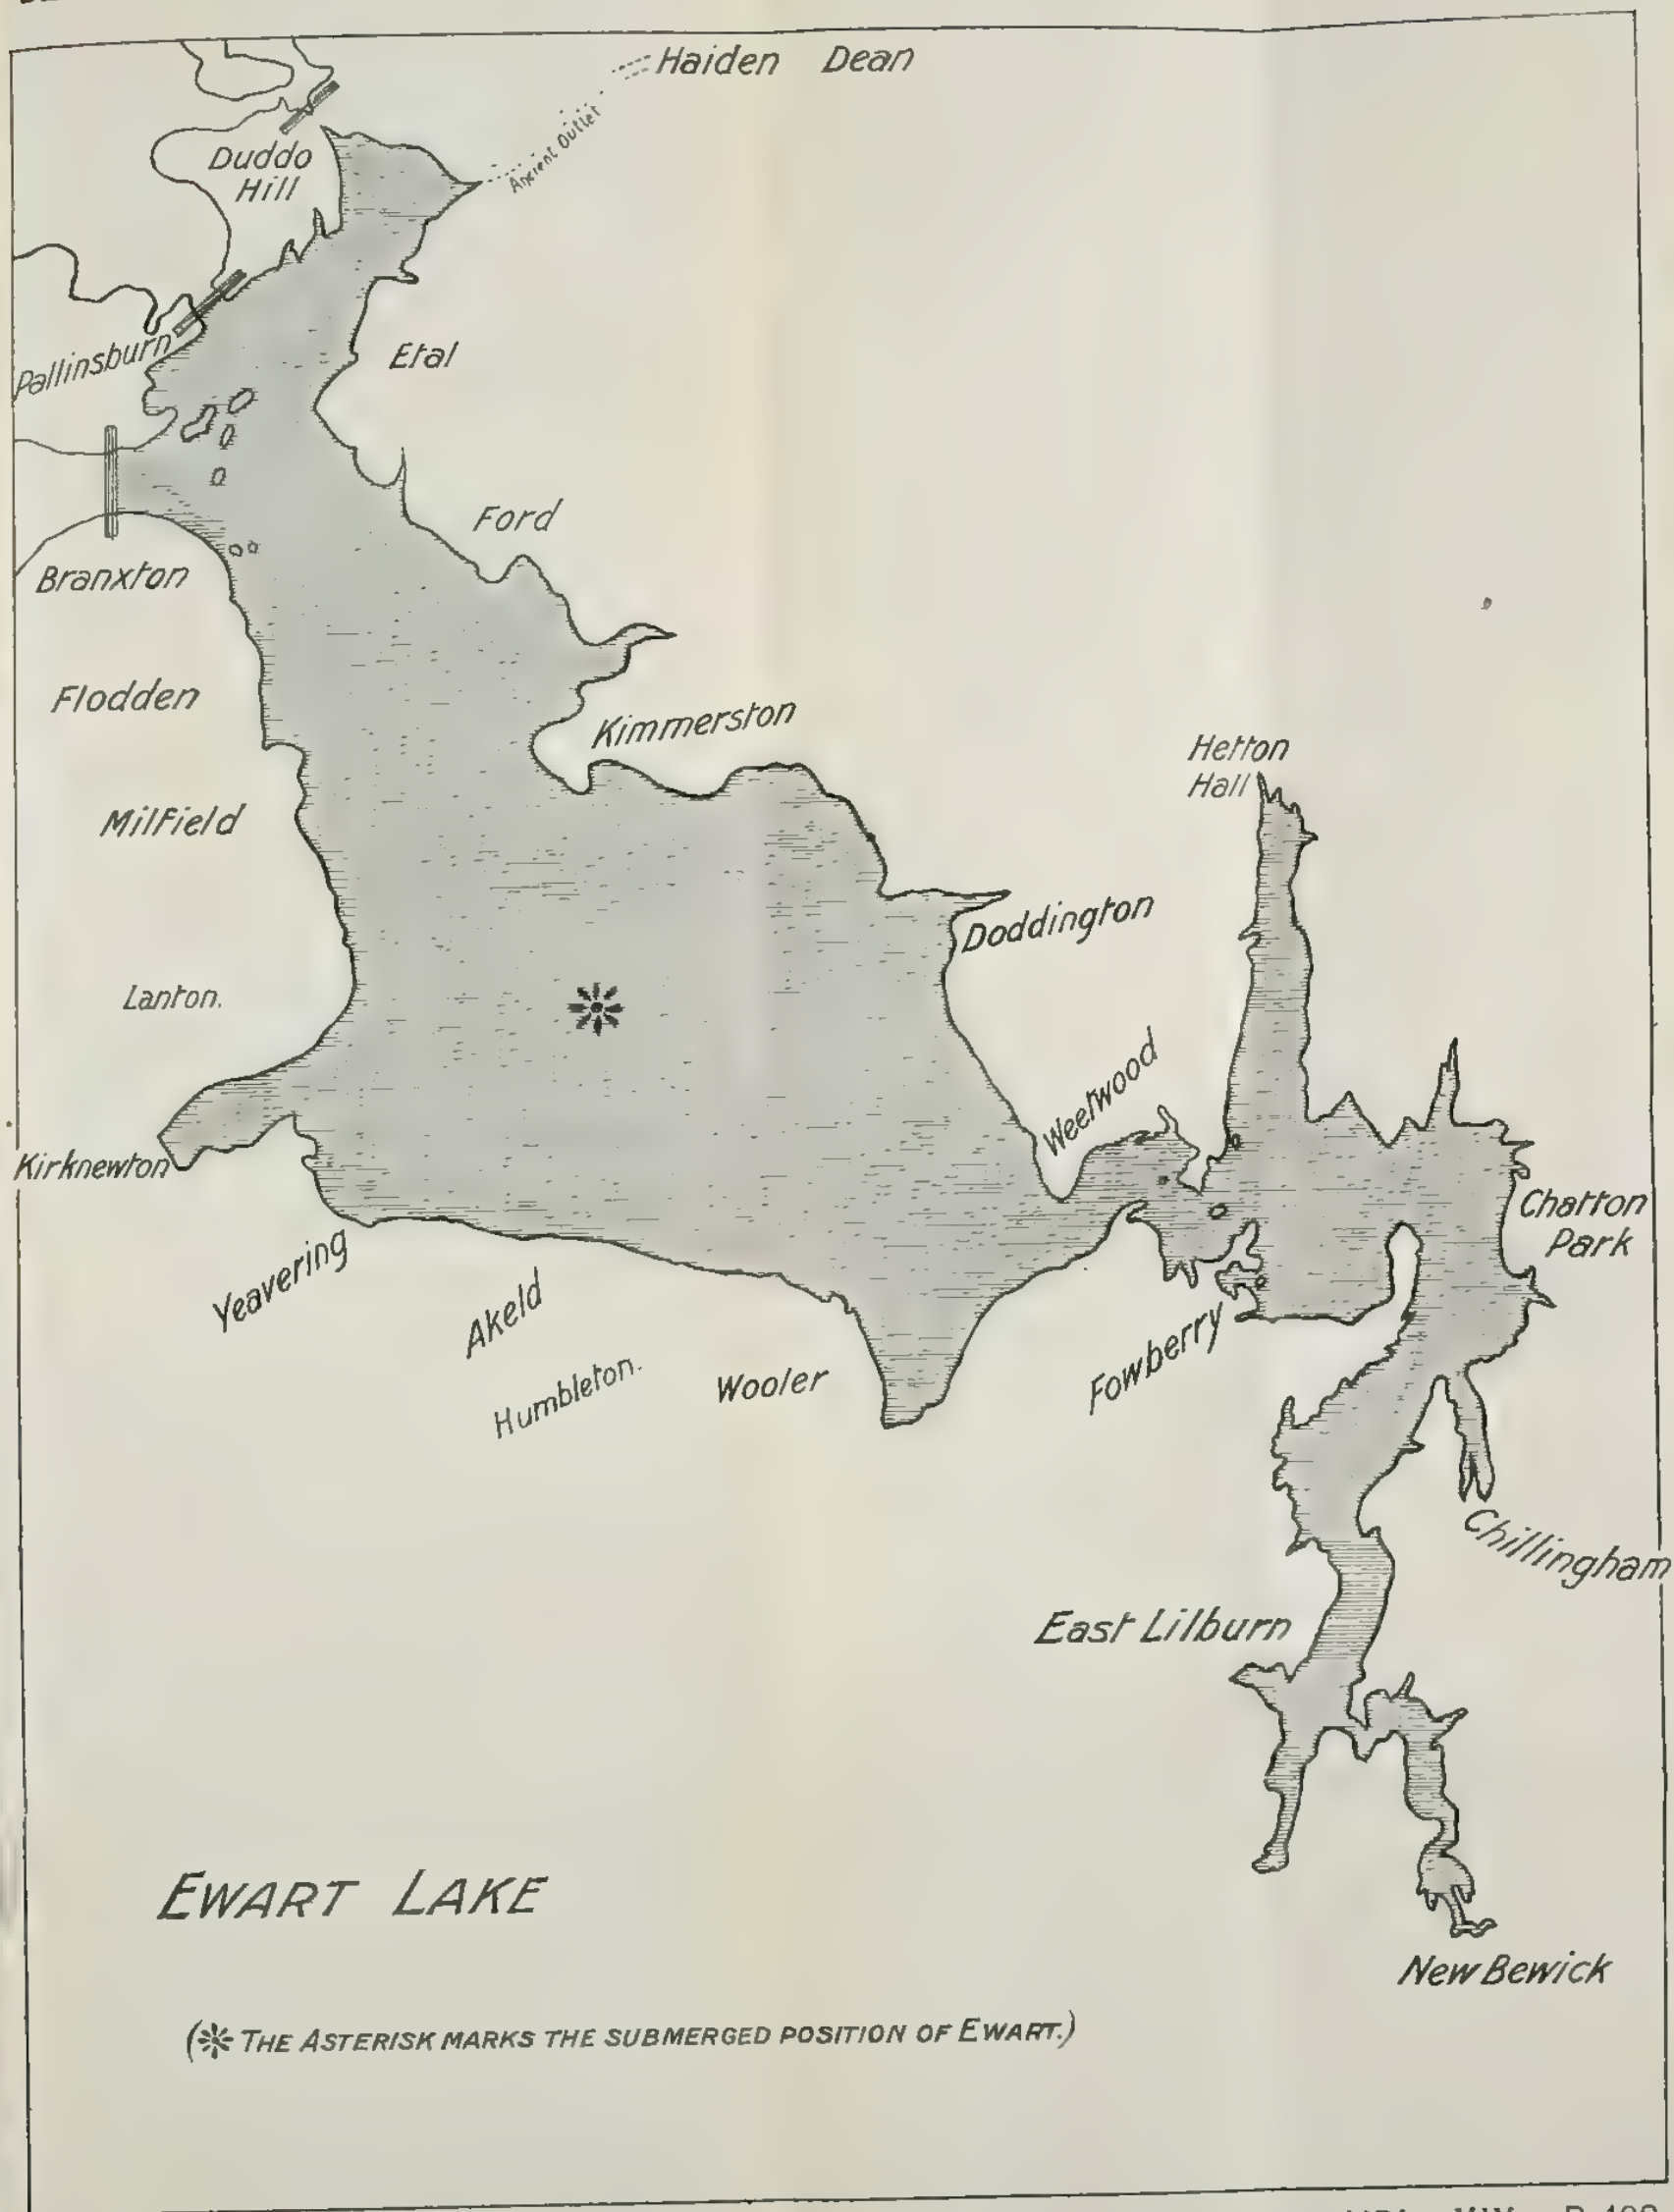 Haiden Dean
Ancient Outlet
Duddo
Hill
Pallinsburn
Etal
Ford
Branxton
Flodden
Kimmerston
Hetton
Hall
Milfield
Doddington
Lanton.
Weetwood
Kirknewton
Chatton
Park
Yeavering
Akeld
Humbleton.
Wooler
Fowberry
Chillingham
East Lilburn
EWART LAKE
New Bewick
(✻ THE ASTERISK MARKS THE SUBMERGED POSITION OF EWART.)